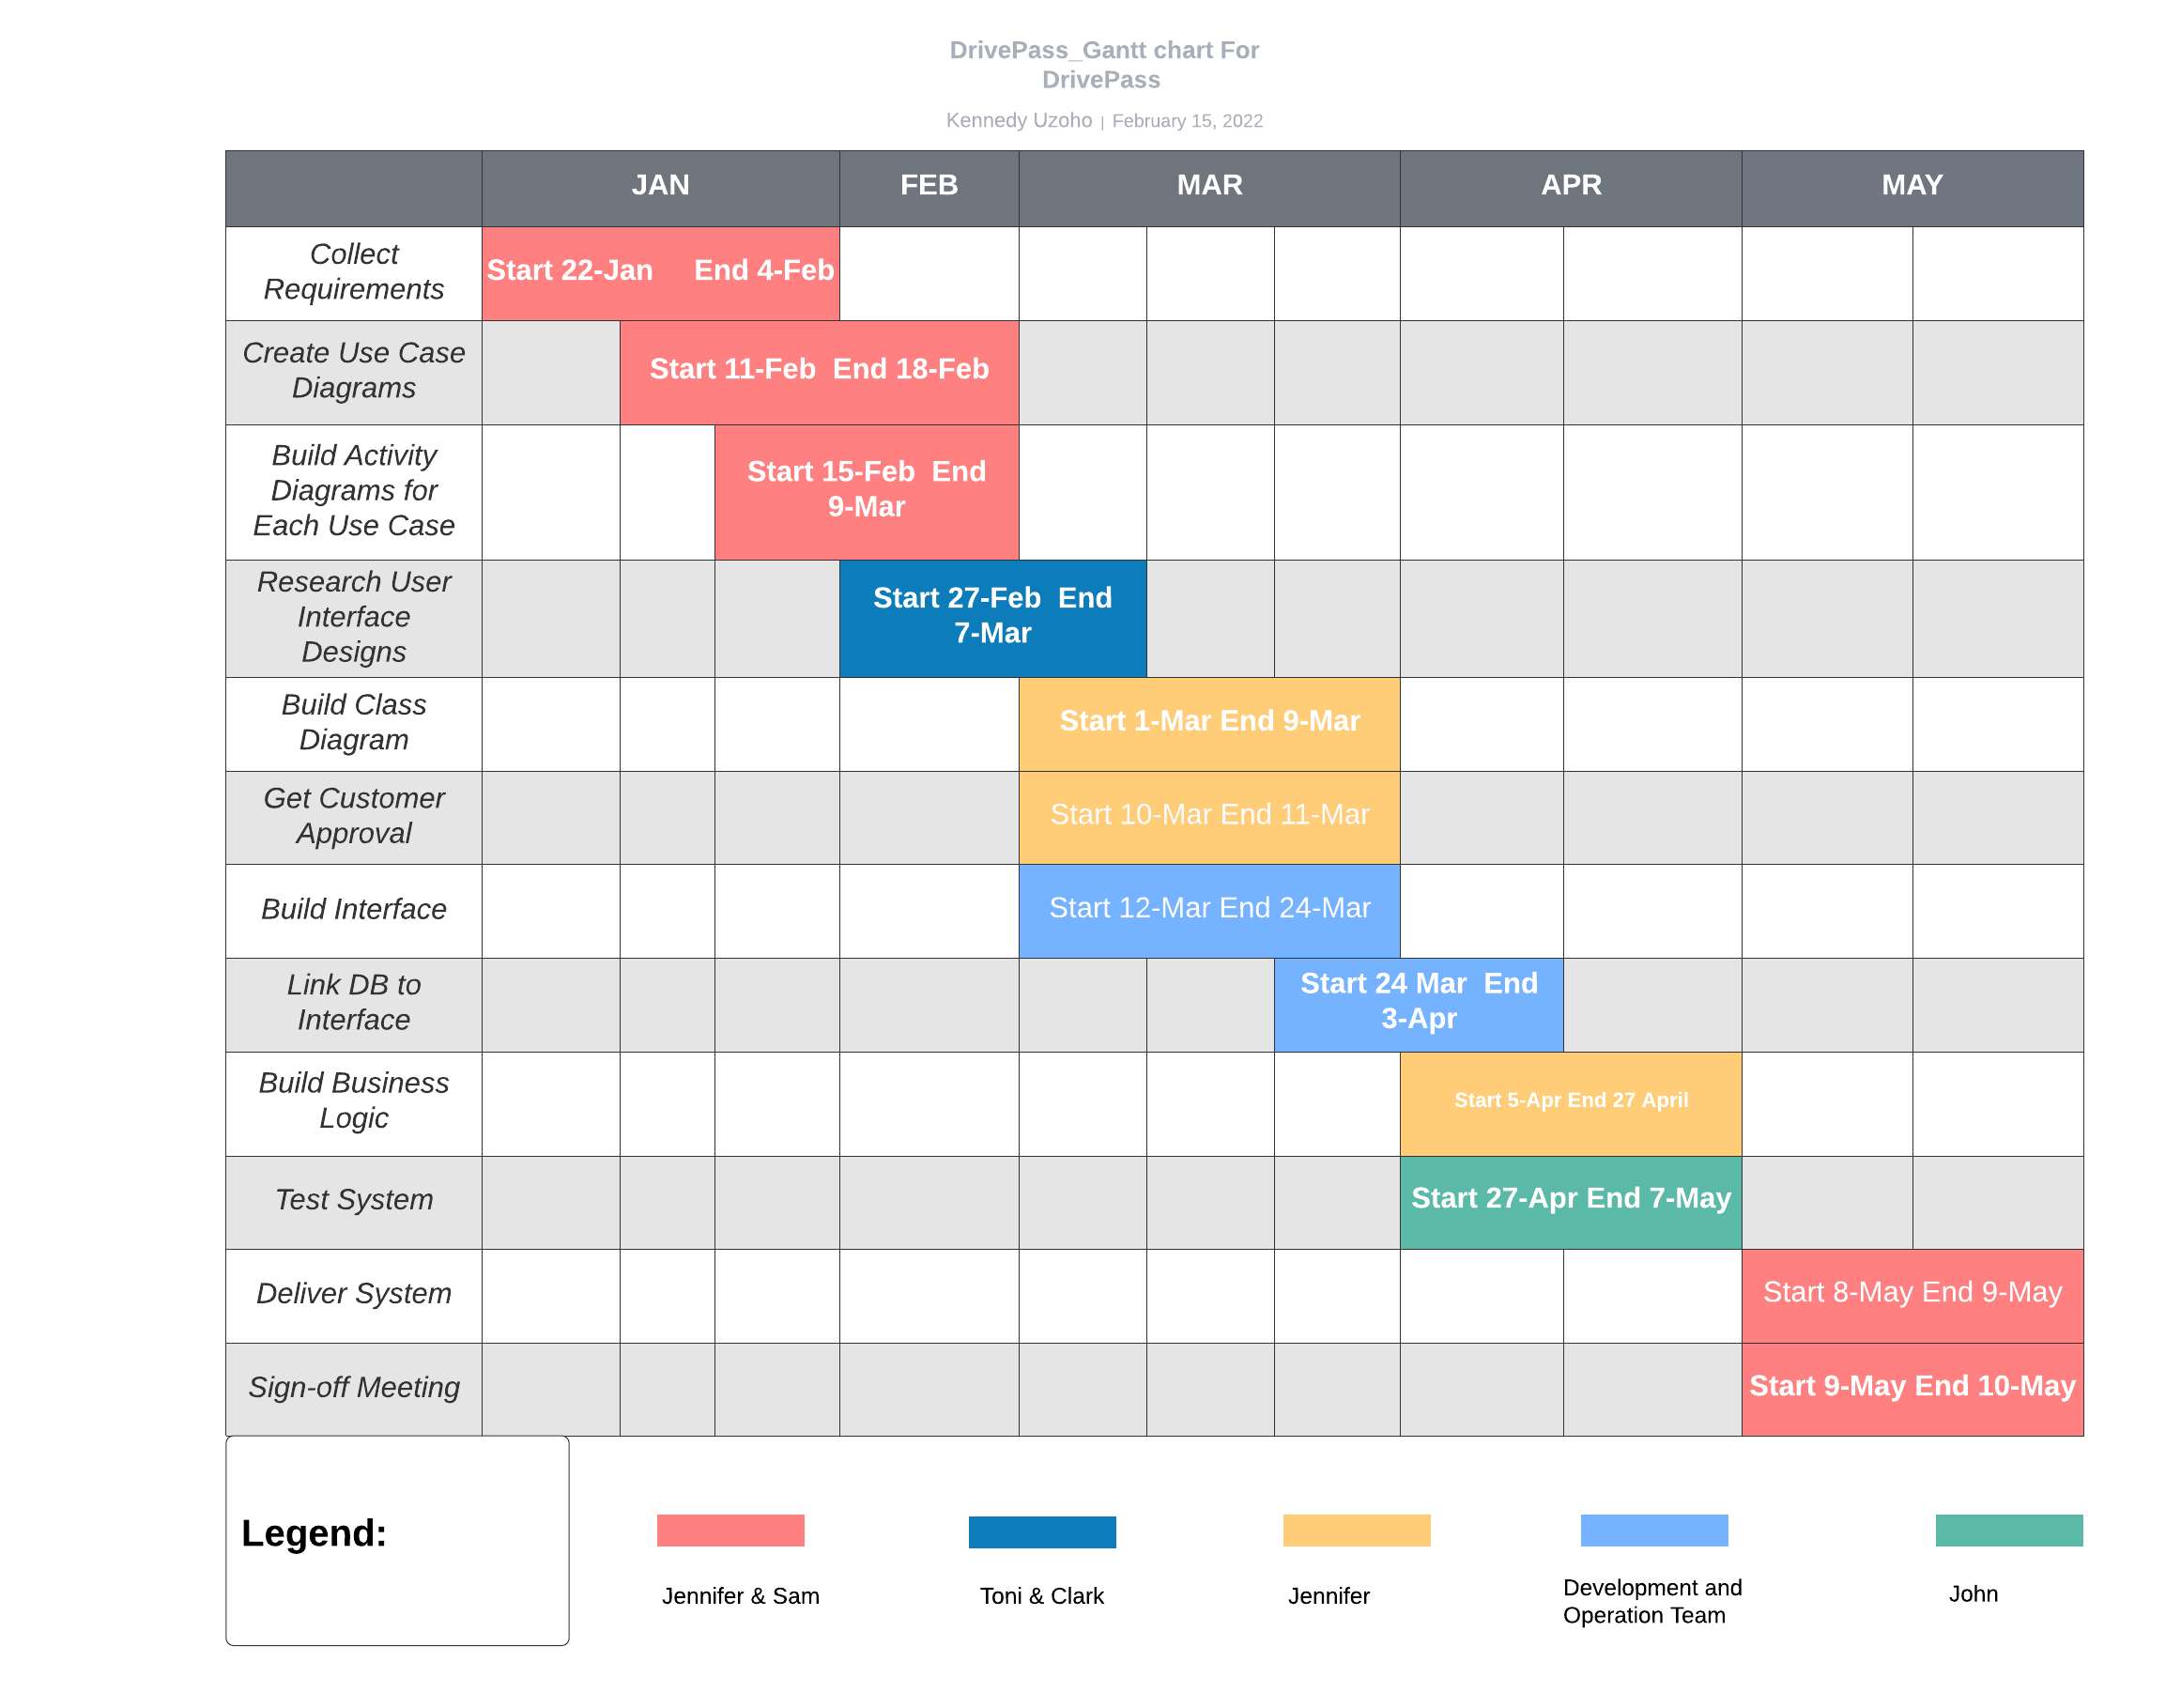 DrivePass_Gantt chart For
DrivePass
Kennedy Uzoho | February 15, 2022
JAN FEB MAR APR MAY
Collect
Requirements
Start 22-Jan End 4-Feb
Create Use Case
Diagrams
Start 11-Feb End 18-Feb
Build Activity
Diagrams for
Each Use Case
Start 15-Feb End
9-Mar
Research User
Interface
Designs
Start 27-Feb End
7-Mar
Build Class
Diagram
Start 1-Mar End 9-Mar
Get Customer
Approval
Start 10-Mar End 11-Mar
Build Interface
Start 12-Mar End 24-Mar
Link DB to
Interface
Start 24 Mar End
3-Apr
Build Business
Logic
Start 5-Apr End 27 April
Test System
Start 27-Apr End 7-May
Deliver System
Start 8-May End 9-May
Sign-off Meeting
Start 9-May End 10-May
Legend:
Jennifer & Sam
Toni & Clark
Jennifer
Development and
Operation Team
John